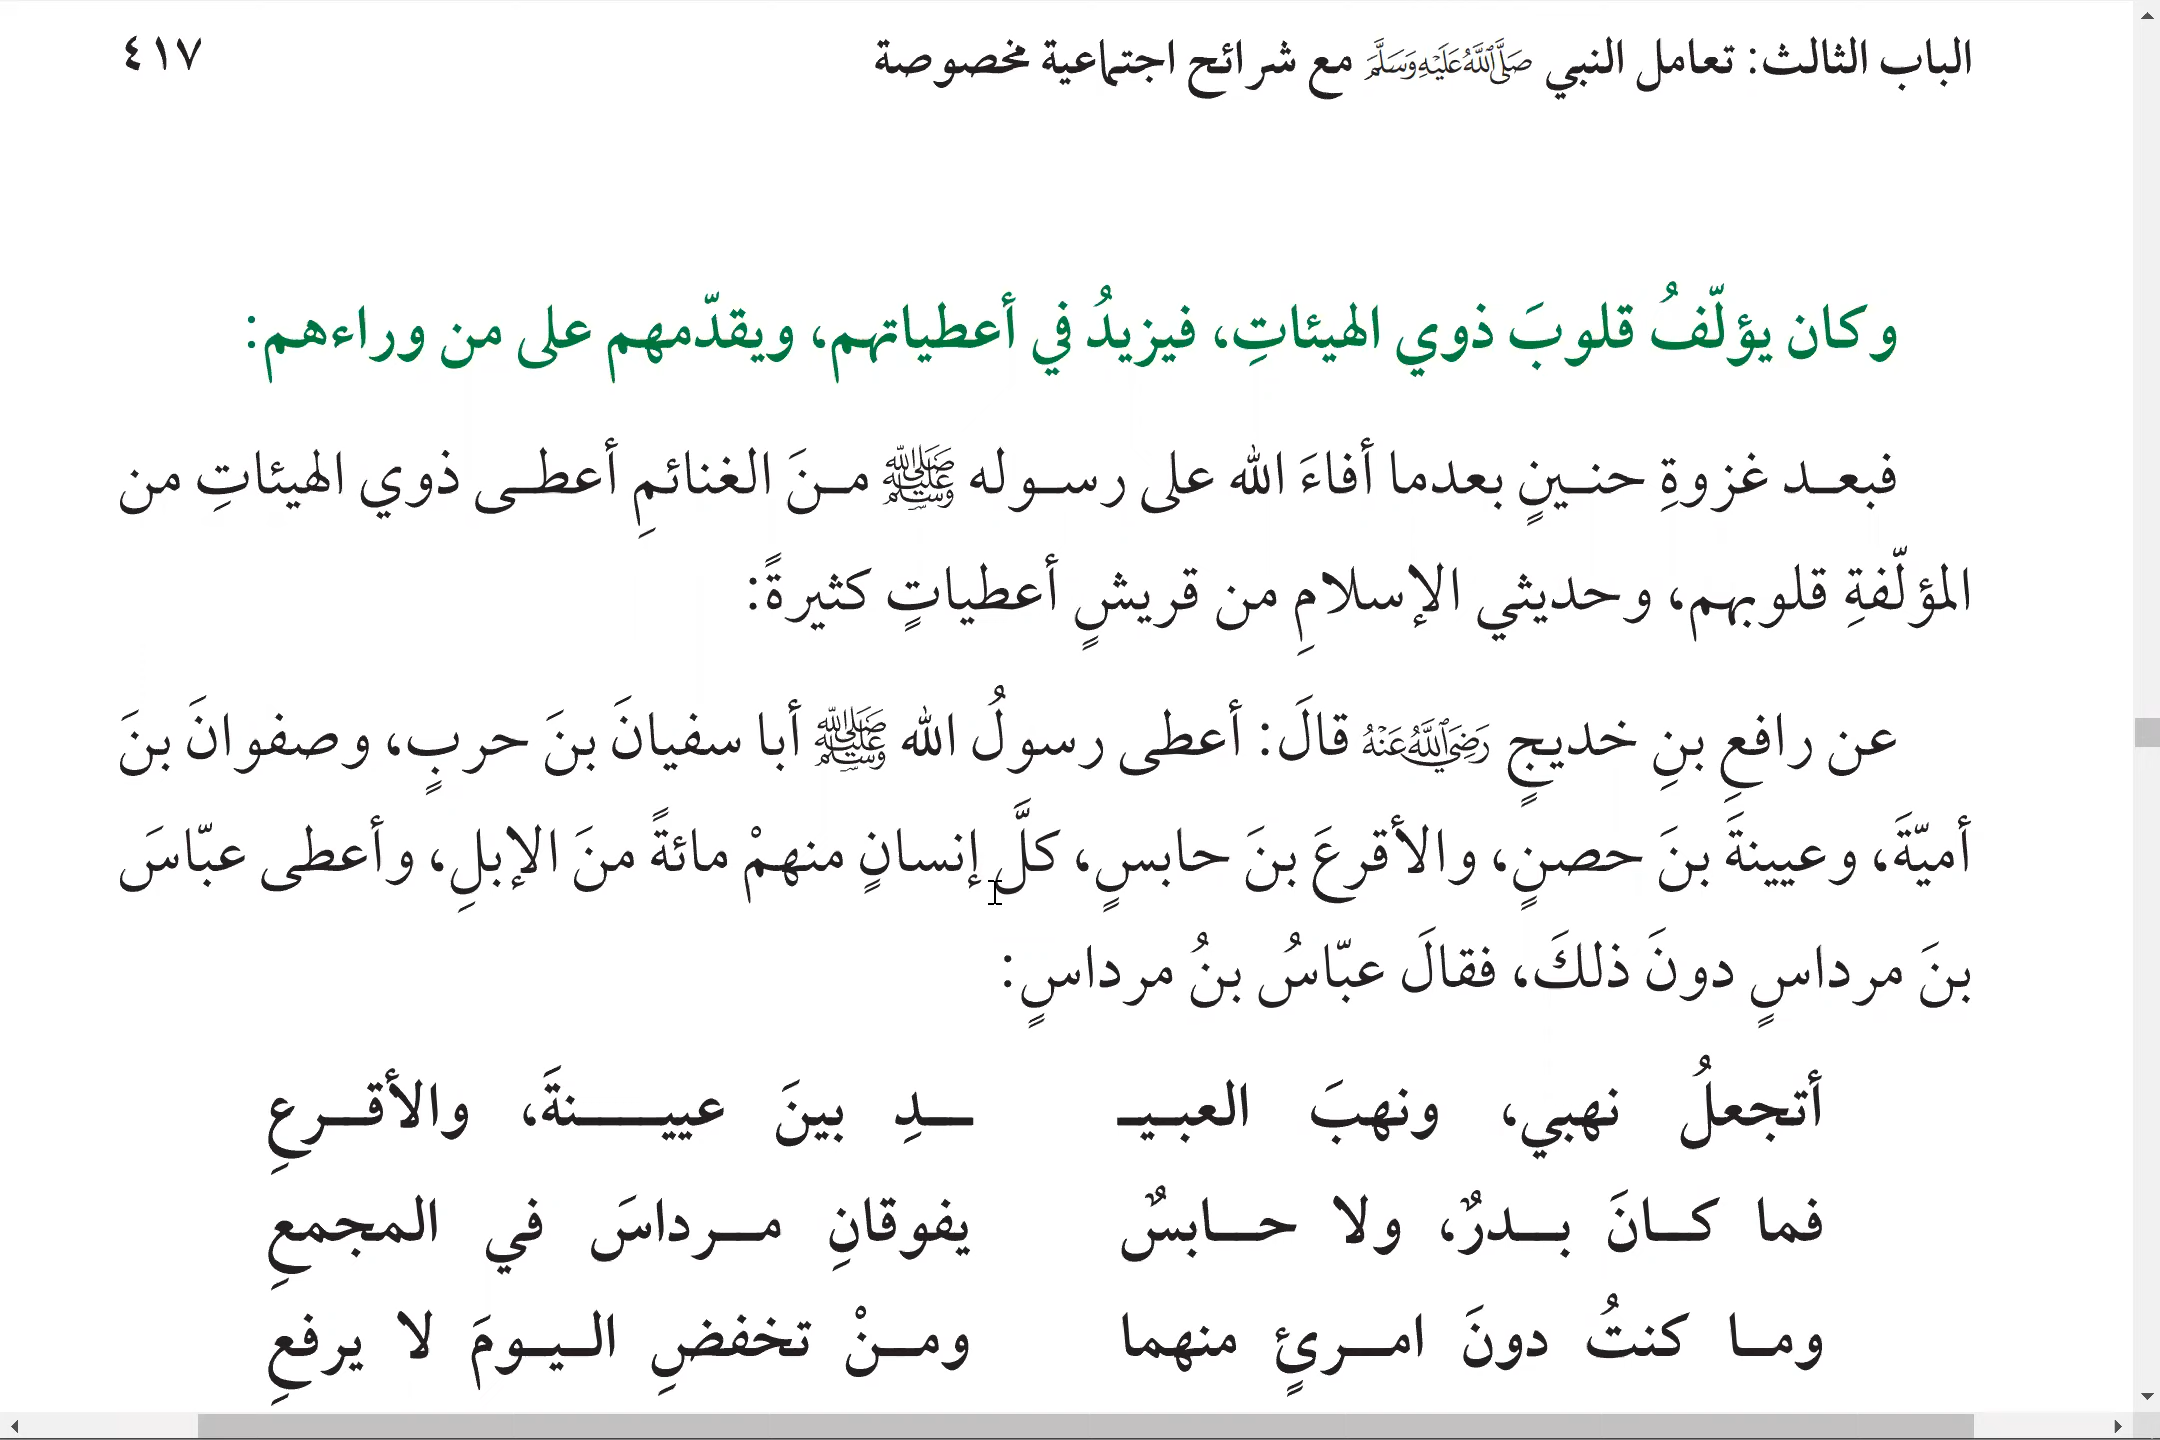 الباب الثالث: تعامل النبي صَلَّى اللَّهُ عَلَيْهِ وَسَلَّمَ مع شرائح اجتماعية مخصوصة ٤١٧
وكان يؤلّفُ قلوبَ ذوي الهيئاتِ، فيزيدُ في أعطياتهم، ويقدّمهم على من وراءهم:
فبعد غزوةِ حنينٍ بعدما أفاءَ الله على رسوله ﷺ منَ الغنائمِ أعطى ذوي الهيئاتِ من
المؤلّفةِ قلوبهم، وحديثي الإسلامِ من قريشٍ أعطياتٍ كثيرةً:
عن رافعِ بنِ خديجٍ رَضِيَ اللَّهُ عَنْهُ قالَ: أعطى رسولُ الله ﷺ أبا سفيانَ بنَ حربٍ، وصفوانَ بنَ
أميّةَ، وعيينةَ بنَ حصنٍ، والأقرعَ بنَ حابسٍ، كلَّ إنسانٍ منهمْ مائةً منَ الإبلِ، وأعطى عبّاسَ
بنَ مرداسٍ دونَ ذلكَ، فقالَ عبّاسُ بنُ مرداسٍ:
أتجعلُ نهبي، ونهبَ العبيـ ـدِ بينَ عيينةَ، والأقرعِ
فما كانَ بدرٌ، ولا حابسٌ يفوقانِ مرداسَ في المجمعِ
وما كنتُ دونَ امرئٍ منهما ومنْ تخفضِ اليومَ لا يرفعِ